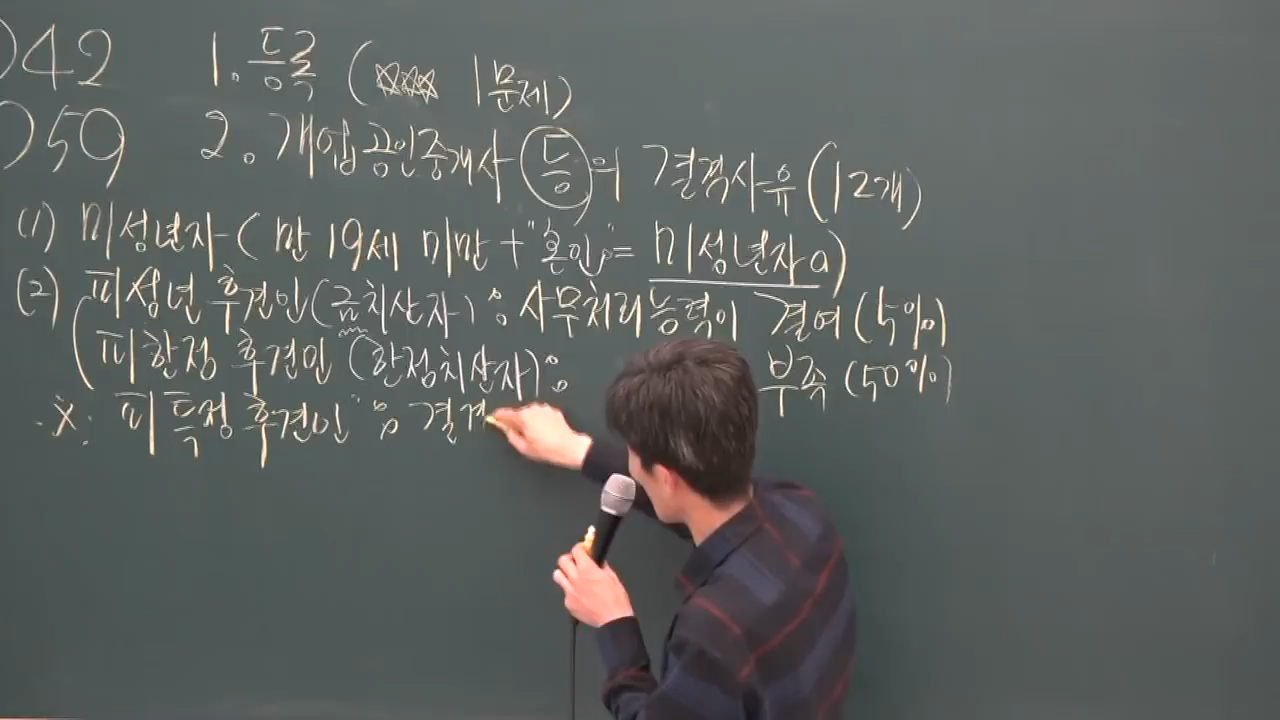 )42 1. 등록 (☆☆☆ 1문제)
)59 2. 개업공인중개사 등의 결격사유 (12개)
(1) 미성년자 (만 19세 미만 + "혼인" = 미성년자 o)
(2) 피성년 후견인 (금치산자) : 사무처리능력이 결여 (5%)
피한정 후견인 (한정치산자) : 부족 (50%)
※: 피특정후견인 : 결격